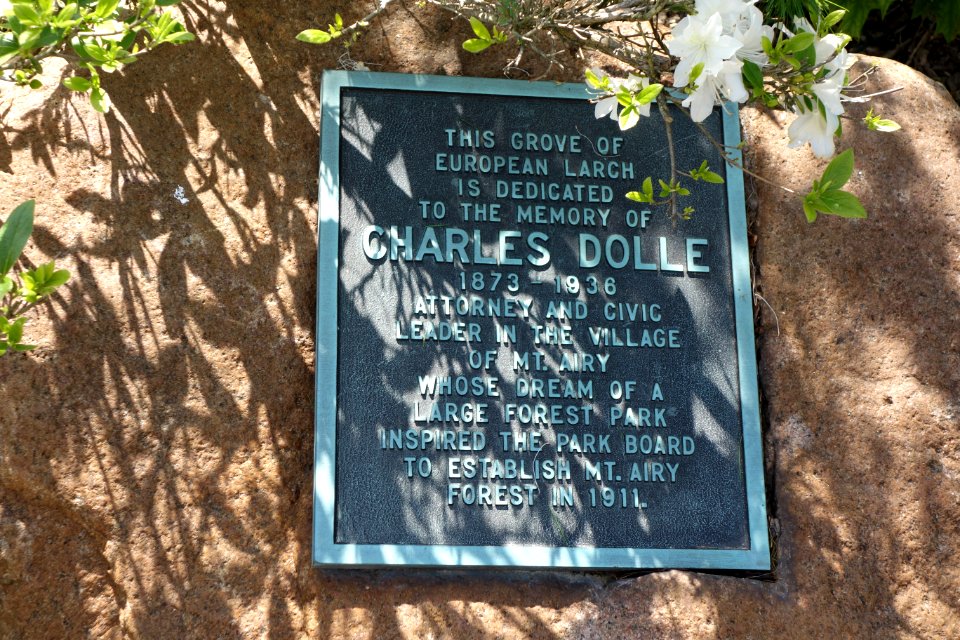 THIS GROVE OF
EUROPEAN LARCH
IS DEDICATED
TO THE MEMORY OF
CHARLES DOLLE
1873 - 1936
ATTORNEY AND CIVIC
LEADER IN THE VILLAGE
OF MT. AIRY
WHOSE DREAM OF A
LARGE FOREST PARK
INSPIRED THE PARK BOARD
TO ESTABLISH MT. AIRY
FOREST IN 1911.